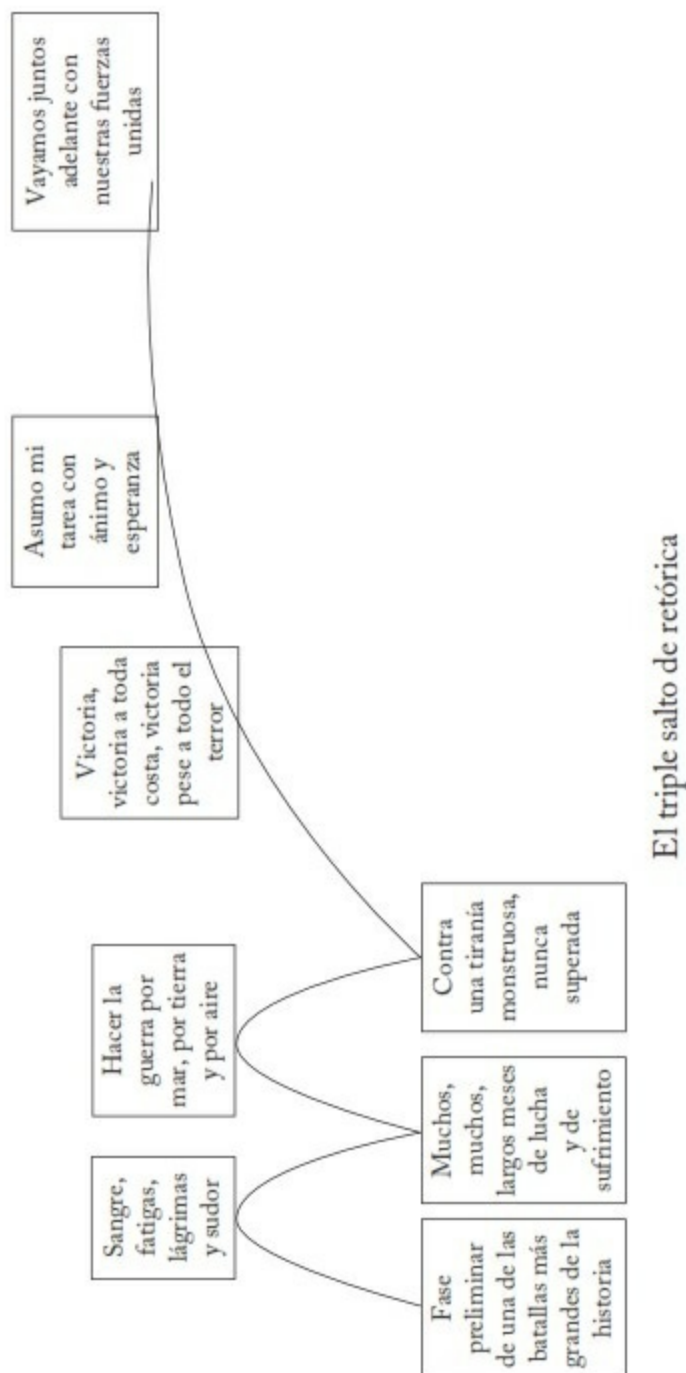 Fase
preliminar
de una de las
batallas más
grandes de la
historia
Sangre,
fatigas,
lágrimas
y sudor
Muchos,
muchos,
largos meses
de lucha
y de
sufrimiento
Hacer la
guerra por
mar, por tierra
y por aire
Contra
una tiranía
monstruosa,
nunca
superada
Victoria,
victoria a toda
costa, victoria
pese a todo el
terror
Asumo mi
tarea con
ánimo y
esperanza
Vayamos juntos
adelante con
nuestras fuerzas
unidas
El triple salto de retórica